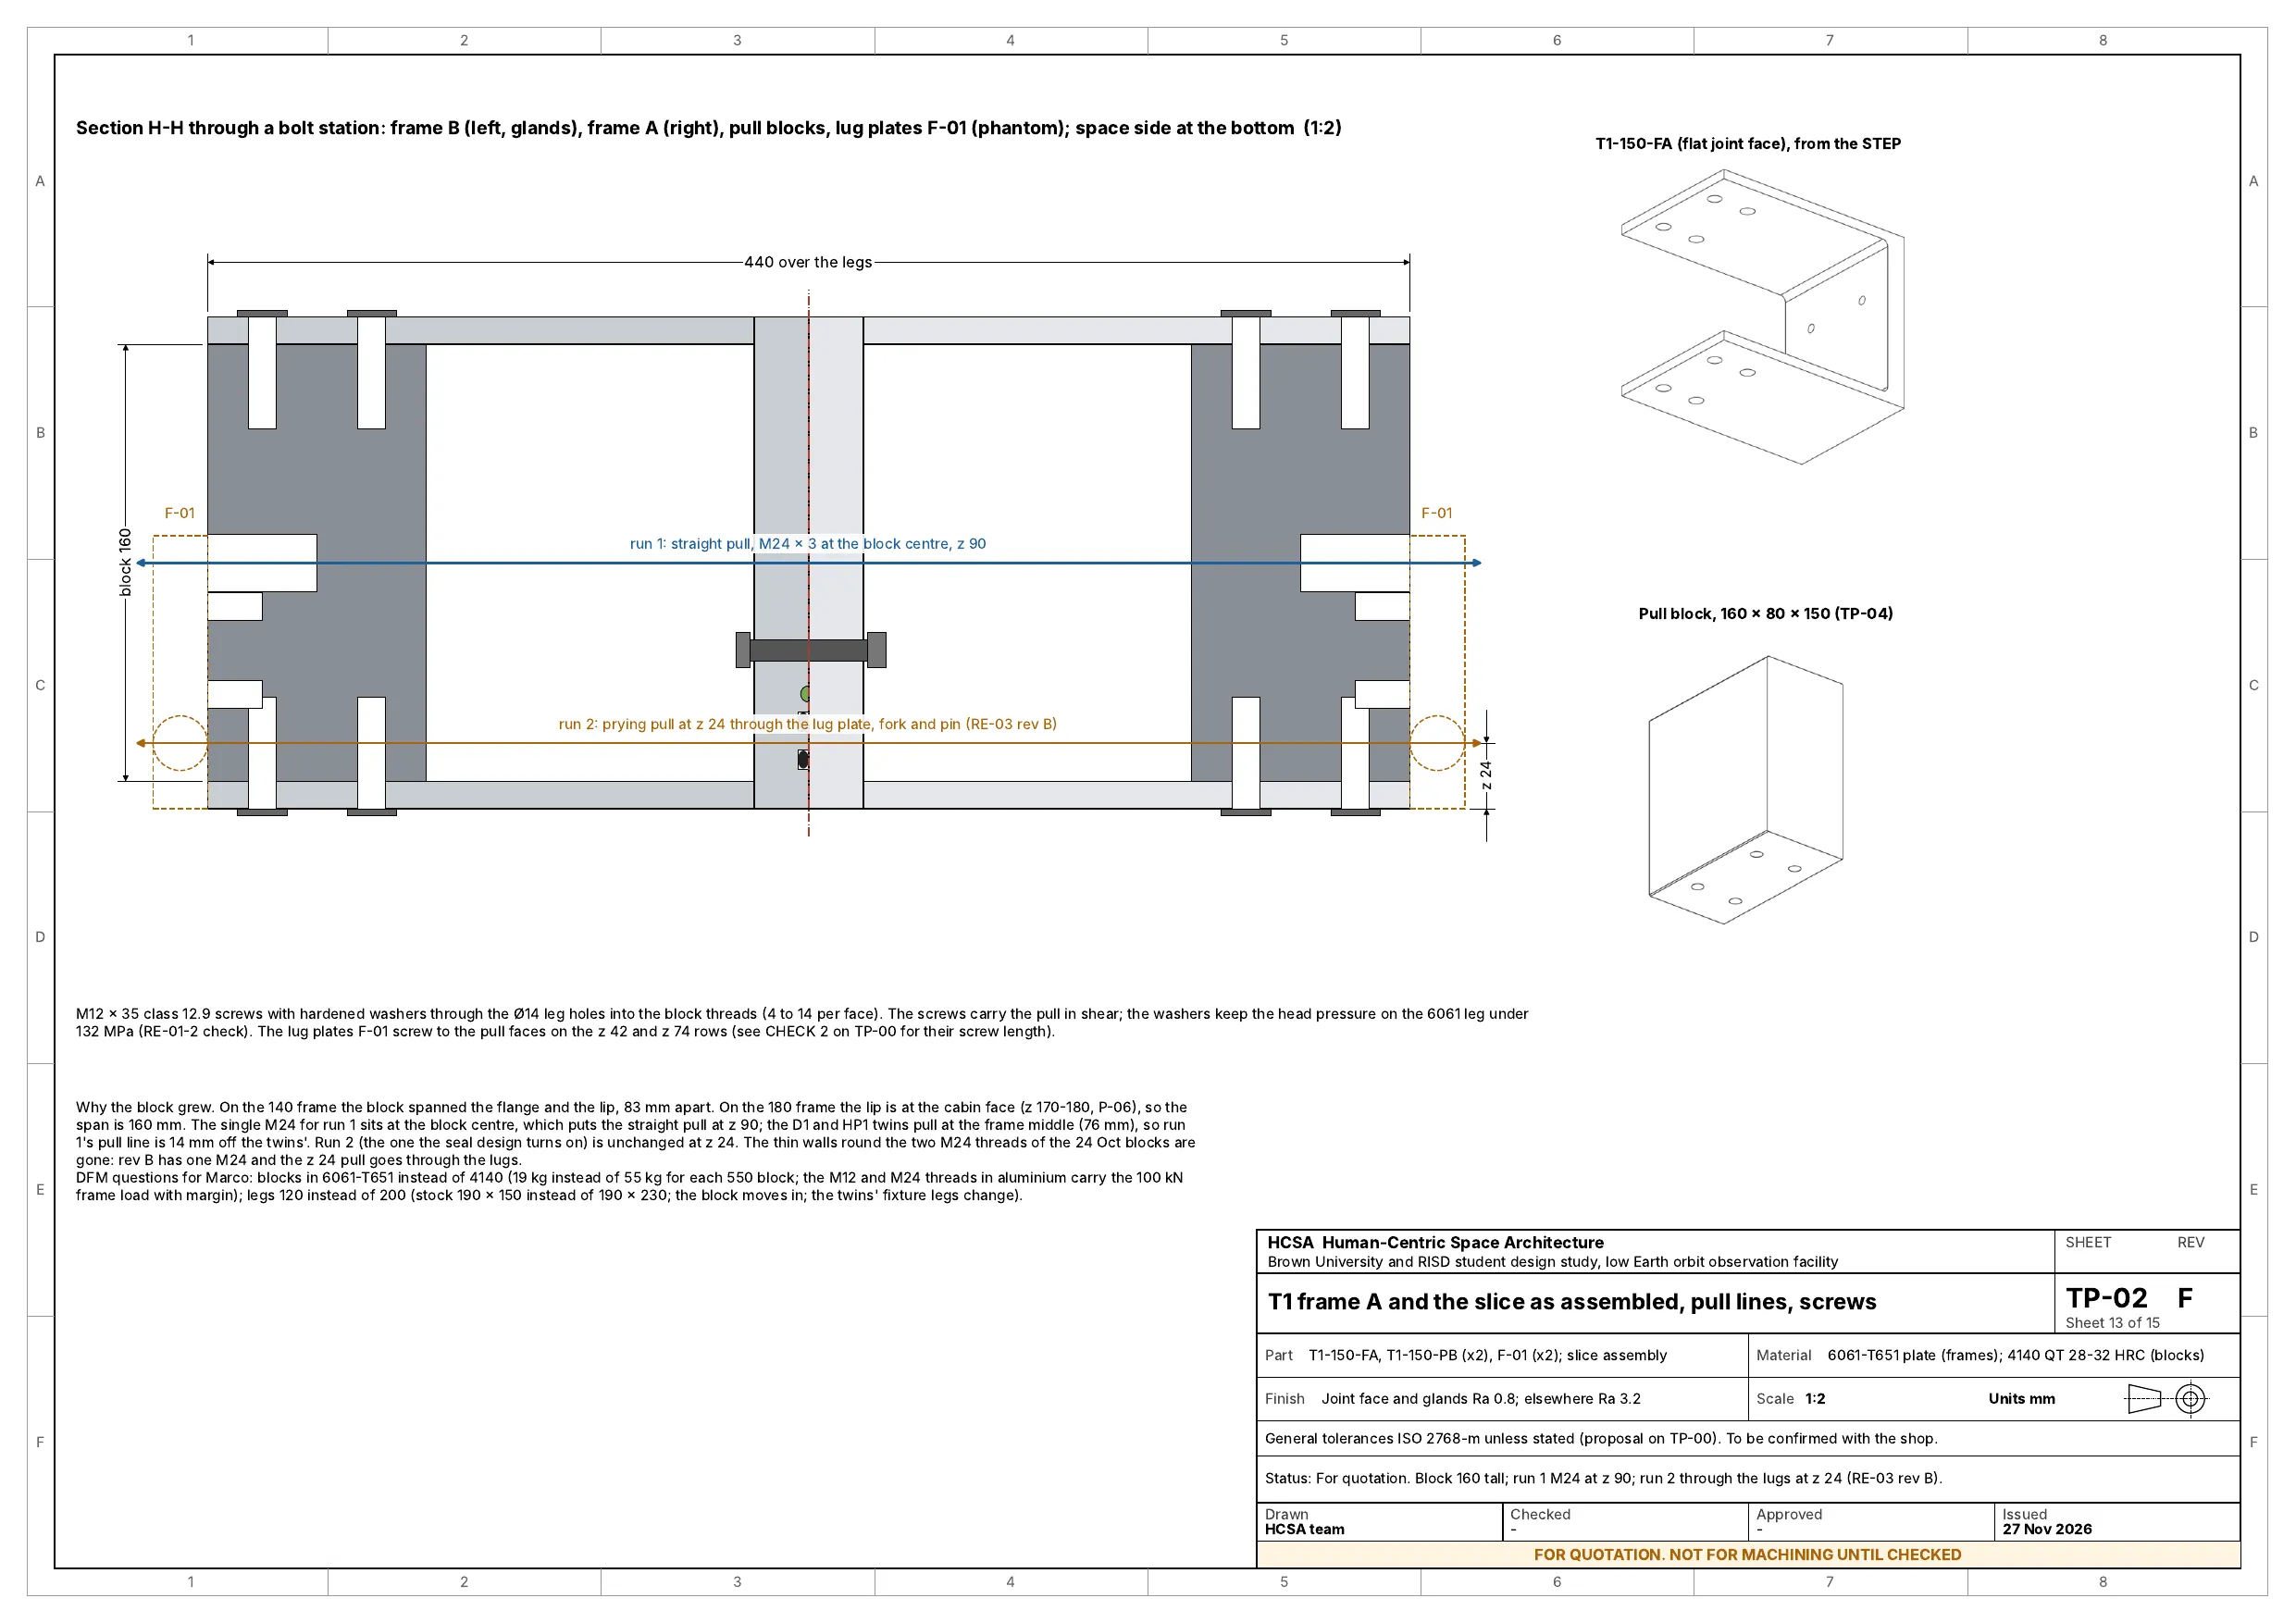 1 2 3 4 5 6 7 8
A A
B B
C C
D D
E E
F F
Section H-H through a bolt station: frame B (left, glands), frame A (right), pull blocks, lug plates F-01 (phantom); space side at the bottom (1:2)
T1-150-FA (flat joint face), from the STEP
440 over the legs
F-01
F-01
block 160
run 1: straight pull, M24 × 3 at the block centre, z 90
Pull block, 160 × 80 × 150 (TP-04)
run 2: prying pull at z 24 through the lug plate, fork and pin (RE-03 rev B)
z 24
M12 × 35 class 12.9 screws with hardened washers through the Ø14 leg holes into the block threads (4 to 14 per face). The screws carry the pull in shear; the washers keep the head pressure on the 6061 leg under
132 MPa (RE-01-2 check). The lug plates F-01 screw to the pull faces on the z 42 and z 74 rows (see CHECK 2 on TP-00 for their screw length).
Why the block grew. On the 140 frame the block spanned the flange and the lip, 83 mm apart. On the 180 frame the lip is at the cabin face (z 170-180, P-06), so the
span is 160 mm. The single M24 for run 1 sits at the block centre, which puts the straight pull at z 90; the D1 and HP1 twins pull at the frame middle (76 mm), so run
1's pull line is 14 mm off the twins'. Run 2 (the one the seal design turns on) is unchanged at z 24. The thin walls round the two M24 threads of the 24 Oct blocks are
gone: rev B has one M24 and the z 24 pull goes through the lugs.
DFM questions for Marco: blocks in 6061-T651 instead of 4140 (19 kg instead of 55 kg for each 550 block; the M12 and M24 threads in aluminium carry the 100 kN
frame load with margin); legs 120 instead of 200 (stock 190 × 150 instead of 190 × 230; the block moves in; the twins' fixture legs change).
HCSA Human-Centric Space Architecture
Brown University and RISD student design study, low Earth orbit observation facility
SHEET REV
T1 frame A and the slice as assembled, pull lines, screws
TP-02 F
Sheet 13 of 15
Part T1-150-FA, T1-150-PB (x2), F-01 (x2); slice assembly
Material 6061-T651 plate (frames); 4140 QT 28-32 HRC (blocks)
Finish Joint face and glands Ra 0.8; elsewhere Ra 3.2
Scale 1:2 Units mm
General tolerances ISO 2768-m unless stated (proposal on TP-00). To be confirmed with the shop.
Status: For quotation. Block 160 tall; run 1 M24 at z 90; run 2 through the lugs at z 24 (RE-03 rev B).
Drawn Checked Approved Issued
HCSA team - - 27 Nov 2026
FOR QUOTATION. NOT FOR MACHINING UNTIL CHECKED
1 2 3 4 5 6 7 8